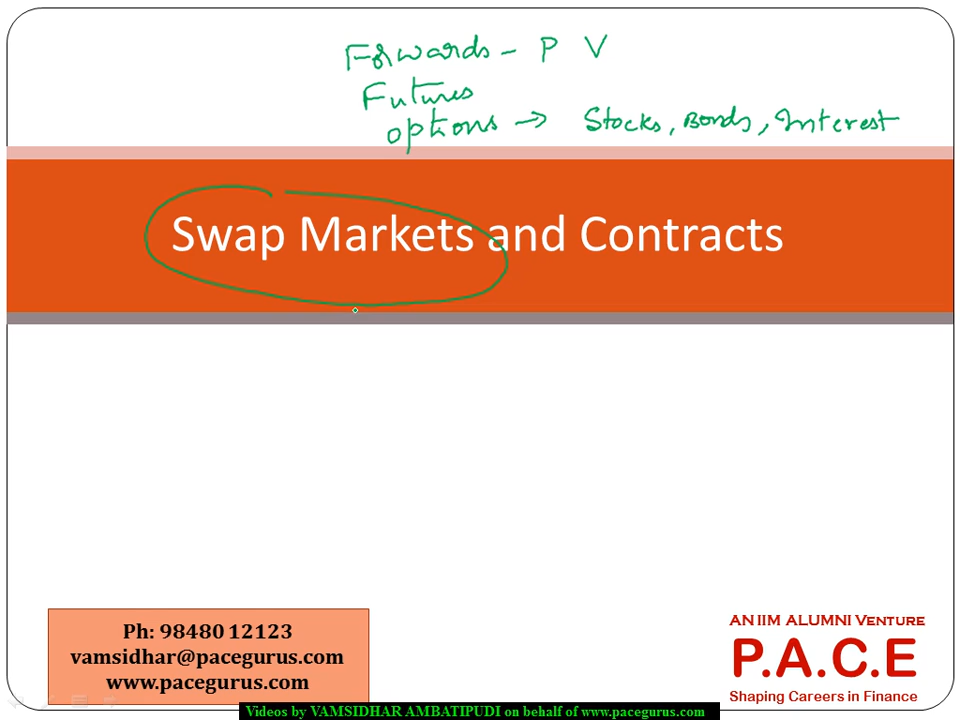 Forwards - P V
Futures
options → Stocks, Bonds, Interest
Swap Markets and Contracts
Ph: 98480 12123
vamsidhar@pacegurus.com
www.pacegurus.com
AN IIM ALUMNI VENTURE
P.A.C.E
Shaping Careers in Finance
Videos by VAMSIDHAR AMBATIPUDI on behalf of www.pacegurus.com